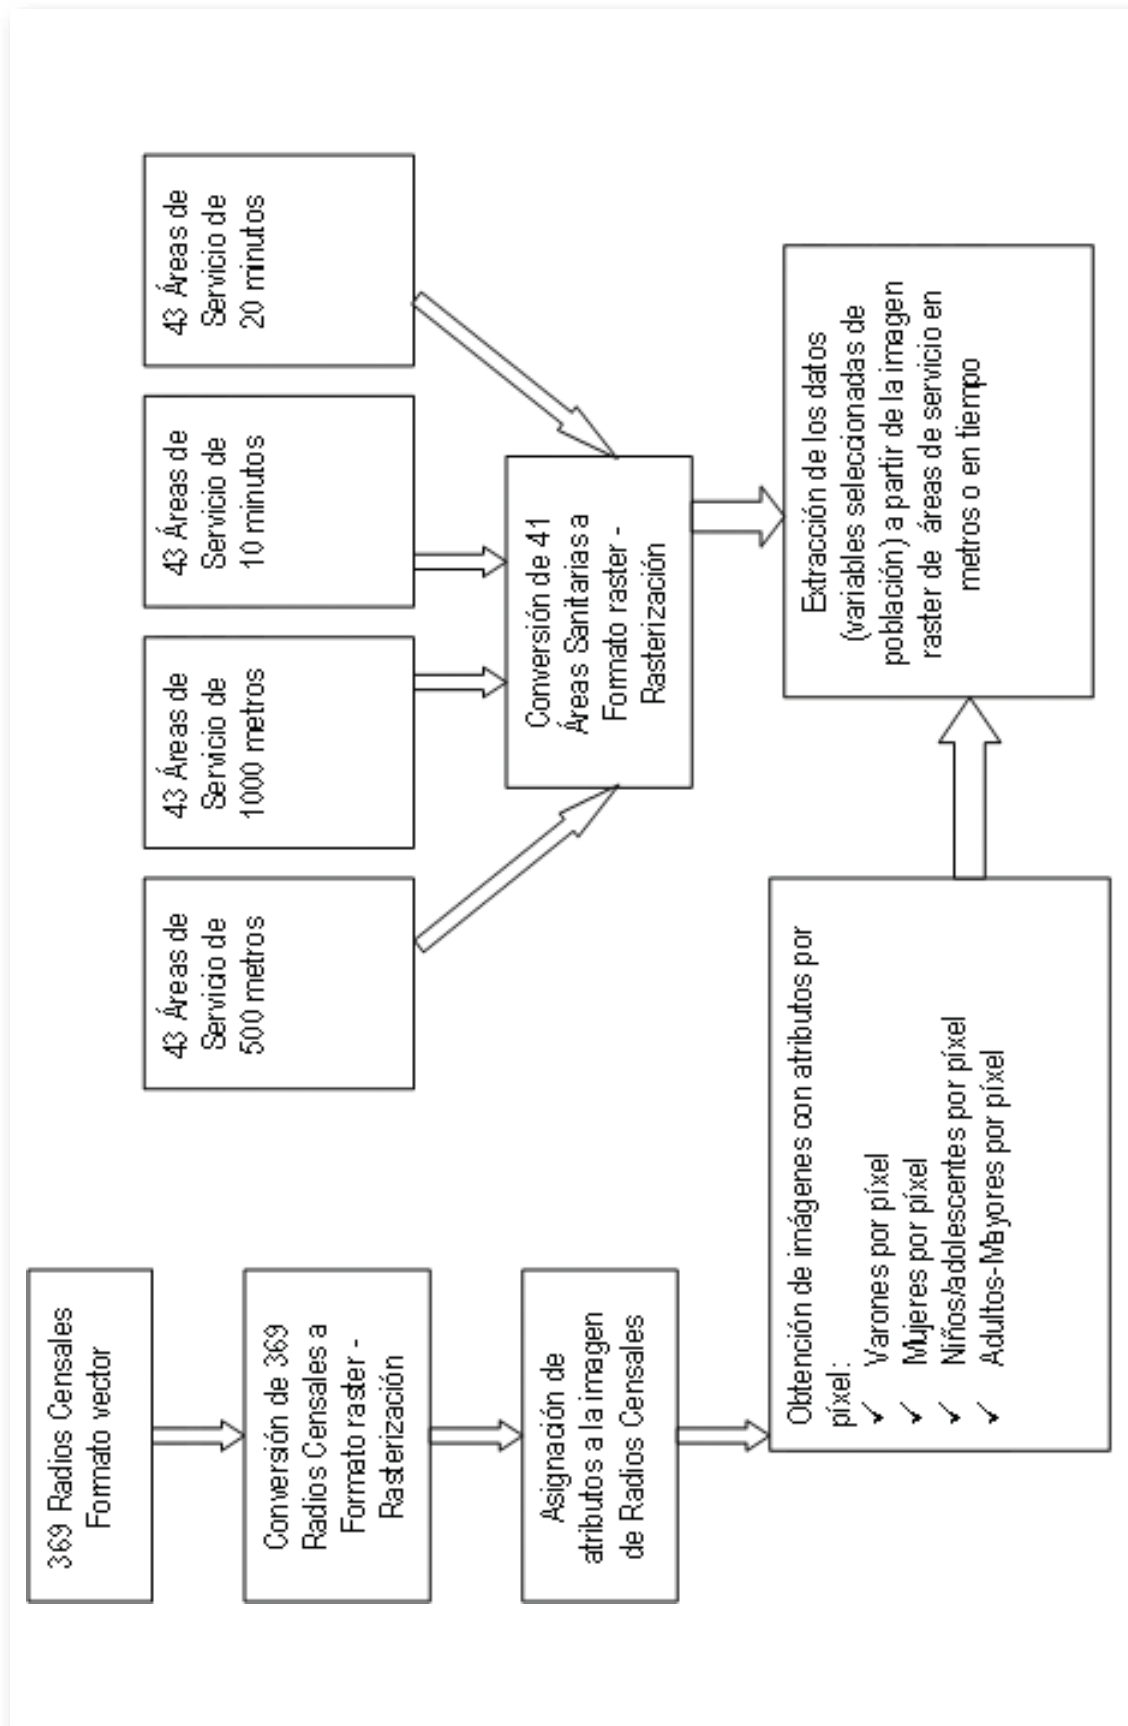 369 Radios Censales
Formato vector
Conversión de 369
Radios Censales a
Formato raster -
Rasterización
Asignación de
atributos a la imagen
de Radios Censales
Obtención de imágenes con atributos por
píxel:
✓ Varones por píxel
✓ Mujeres por píxel
✓ Niños/adolescentes por píxel
✓ Adultos-Mayores por píxel
43 Áreas de
Servicio de
500 metros
43 Áreas de
Servicio de
1000 metros
43 Áreas de
Servicio de
10 minutos
43 Áreas de
Servicio de
20 minutos
Conversión de 41
Áreas Sanitarias a
Formato raster -
Rasterización
Extracción de los datos
(variables seleccionadas de
población) a partir de la imagen
raster de áreas de servicio en
metros o en tiempo